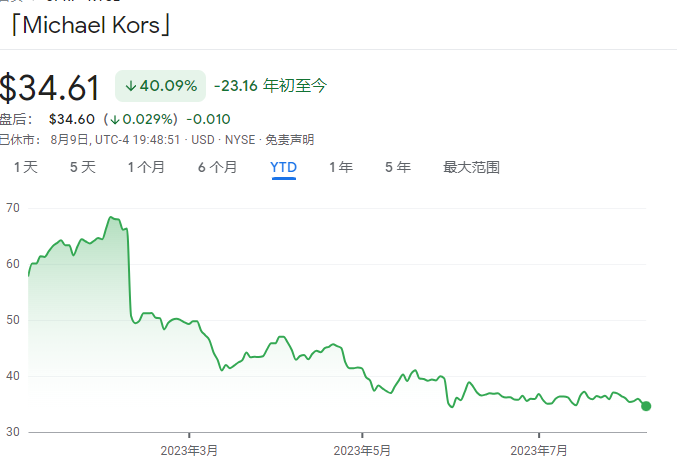 「Michael Kors」
$34.61 ↓40.09% -23.16 年初至今
盘后： $34.60 (↓0.029%) -0.010
已休市： 8月9日, UTC-4 19:48:51 · USD · NYSE · 免责声明
1天 5天 1个月 6个月 YTD 1年 5年 最大范围
70
60
50
40
30
2023年3月 2023年5月 2023年7月